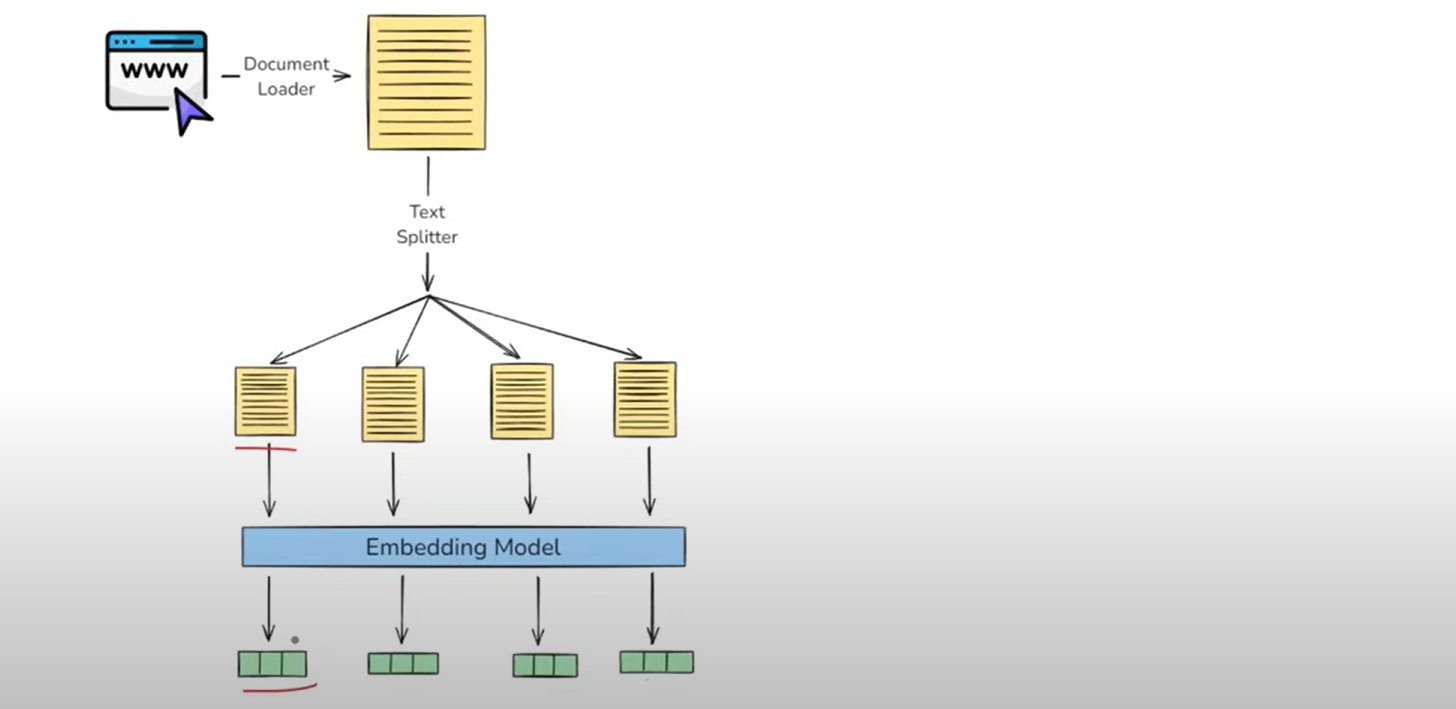 www
Document
Loader
Text
Splitter
Embedding Model